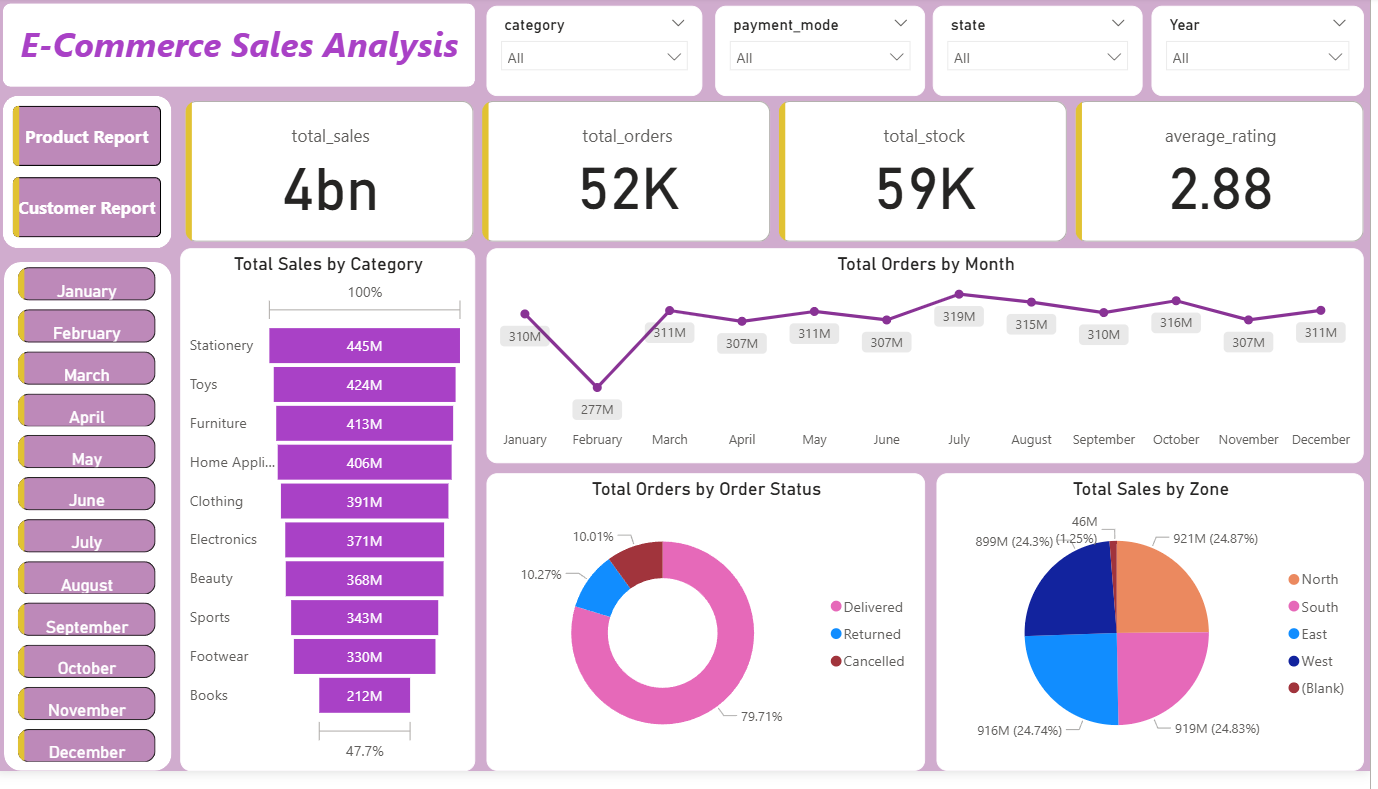 E-Commerce Sales Analysis
category
All
payment_mode
All
state
All
Year
All
Product Report
Customer Report
total_sales
4bn
total_orders
52K
total_stock
59K
average_rating
2.88
January
February
March
April
May
June
July
August
September
October
November
December
Total Sales by Category
100%
Stationery 445M
Toys 424M
Furniture 413M
Home Appli... 406M
Clothing 391M
Electronics 371M
Beauty 368M
Sports 343M
Footwear 330M
Books 212M
47.7%
Total Orders by Month
310M 277M 311M 307M 311M 307M 319M 315M 310M 316M 307M 311M
January February March April May June July August September October November December
Total Orders by Order Status
10.01%
10.27%
79.71%
Delivered
Returned
Cancelled
Total Sales by Zone
46M
(1.25%)
899M (24.3%)
921M (24.87%)
916M (24.74%)
919M (24.83%)
North
South
East
West
(Blank)